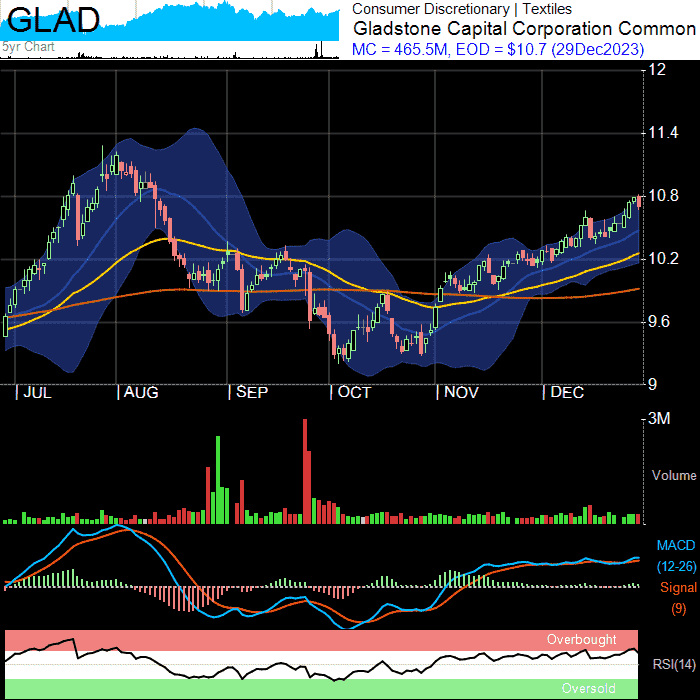 GLAD
5yr Chart
Consumer Discretionary | Textiles
Gladstone Capital Corporation Common
MC = 465.5M, EOD = $10.7 (29Dec2023)
12
11.4
10.8
10.2
9.6
9
| JUL | AUG | SEP | OCT | NOV | DEC
3M
Volume
MACD
(12-26)
Signal
(9)
Overbought
RSI(14)
Oversold